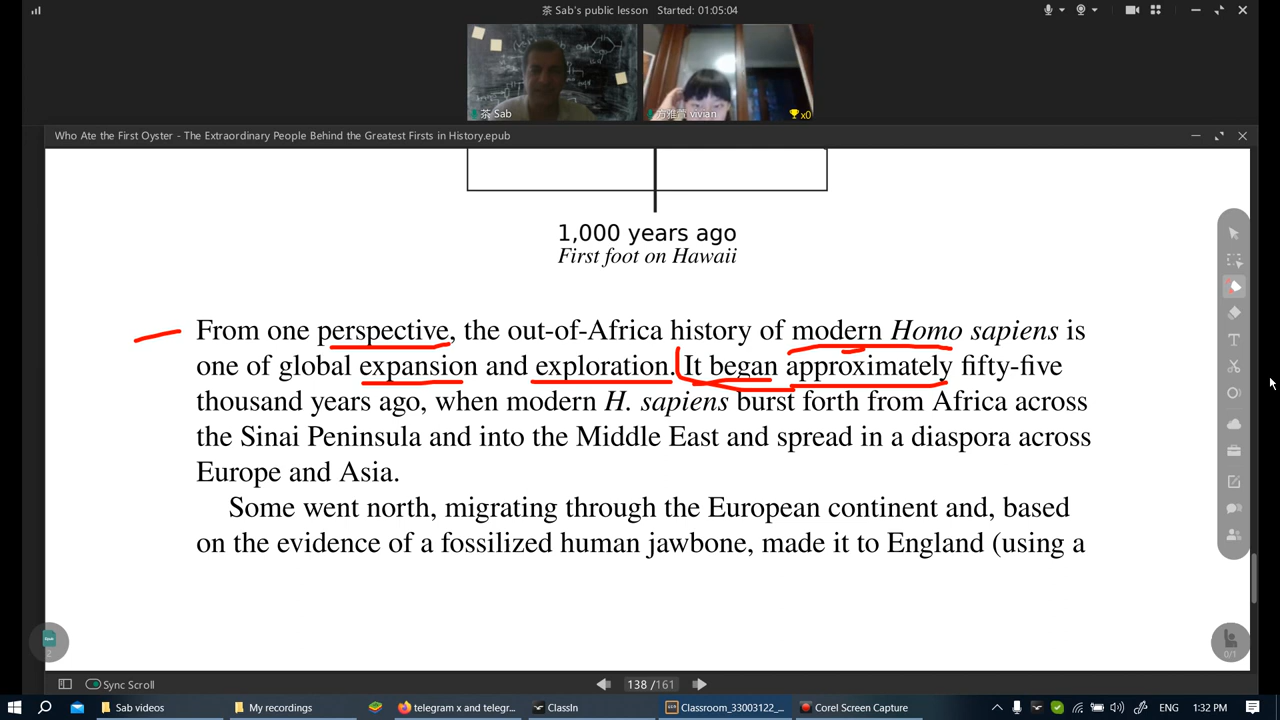 茶 Sab's public lesson Started: 01:05:04
茶 Sab
方雅萱 vivian
x0
Who Ate the First Oyster - The Extraordinary People Behind the Greatest Firsts in History.epub
1,000 years ago
First foot on Hawaii
From one perspective, the out-of-Africa history of modern Homo sapiens is
one of global expansion and exploration. It began approximately fifty-five
thousand years ago, when modern H. sapiens burst forth from Africa across
the Sinai Peninsula and into the Middle East and spread in a diaspora across
Europe and Asia.
Some went north, migrating through the European continent and, based
on the evidence of a fossilized human jawbone, made it to England (using a
2
0/1
Sync Scroll
138 /161
Sab videos
My recordings
telegram x and telegr...
ClassIn
Classroom_33003122_...
Corel Screen Capture
ENG
1:32 PM